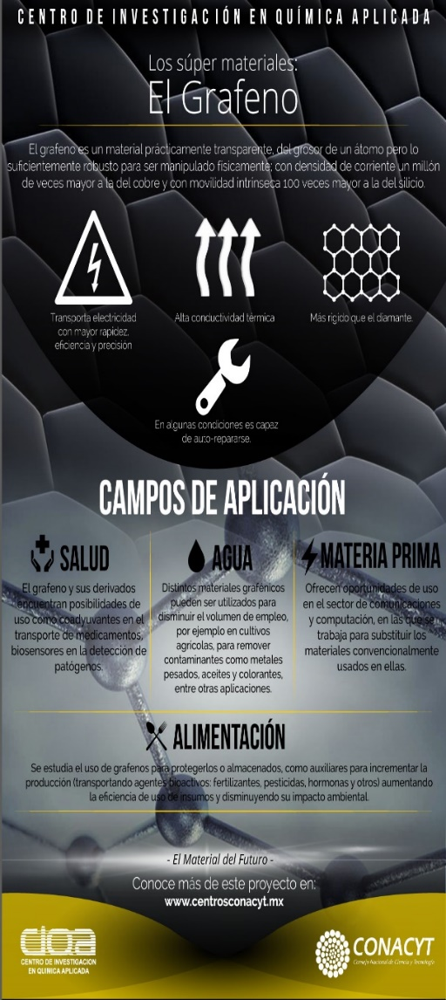 CENTRO DE INVESTIGACIÓN EN QUÍMICA APLICADA
Los súper materiales:
El Grafeno
El grafeno es un material prácticamente transparente, del grosor de un átomo pero lo
suficientemente robusto para ser manipulado físicamente; con densidad de corriente un millón
de veces mayor a la del cobre y con movilidad intrínseca 100 veces mayor a la del silicio.
Transporta electricidad
con mayor rapidez,
eficiencia y precisión
Alta conductividad térmica
Más rigido que el diamante.
En algunas condiciones es capaz
de auto-repararse.
CAMPOS DE APLICACIÓN
SALUD
El grafeno y sus derivados
encuentran posibilidades de
uso como coadyuvantes en el
transporte de medicamentos,
biosensores en la detección de
patógenos.
AGUA
Distintos materiales grafénicos
pueden ser utilizados para
disminuir el volumen de empleo,
por ejemplo en cultivos
agrícolas, para remover
contaminantes como metales
pesados, aceites y colorantes,
entre otras aplicaciones.
MATERIA PRIMA
Ofrecen oportunidades de uso
en el sector de comunicaciones
y computación, en las que se
trabaja para substituir los
materiales convencionalmente
usados en ellas.
ALIMENTACIÓN
Se estudia el uso de grafenos para protegerlos o almacenados, como auxiliares para incrementar la
producción (transportando agentes bioactivos: fertilizantes, pesticidas, hormonas y otros) aumentando
la eficiencia de uso de insumos y disminuyendo su impacto ambiental.
- El Material del Futuro -
Conoce más de este proyecto en:
www.centrosconacyt.mx
ciqa
CENTRO DE INVESTIGACION
EN QUIMICA APLICADA
CONACYT
Consejo Nacional de Ciencia y Tecnología